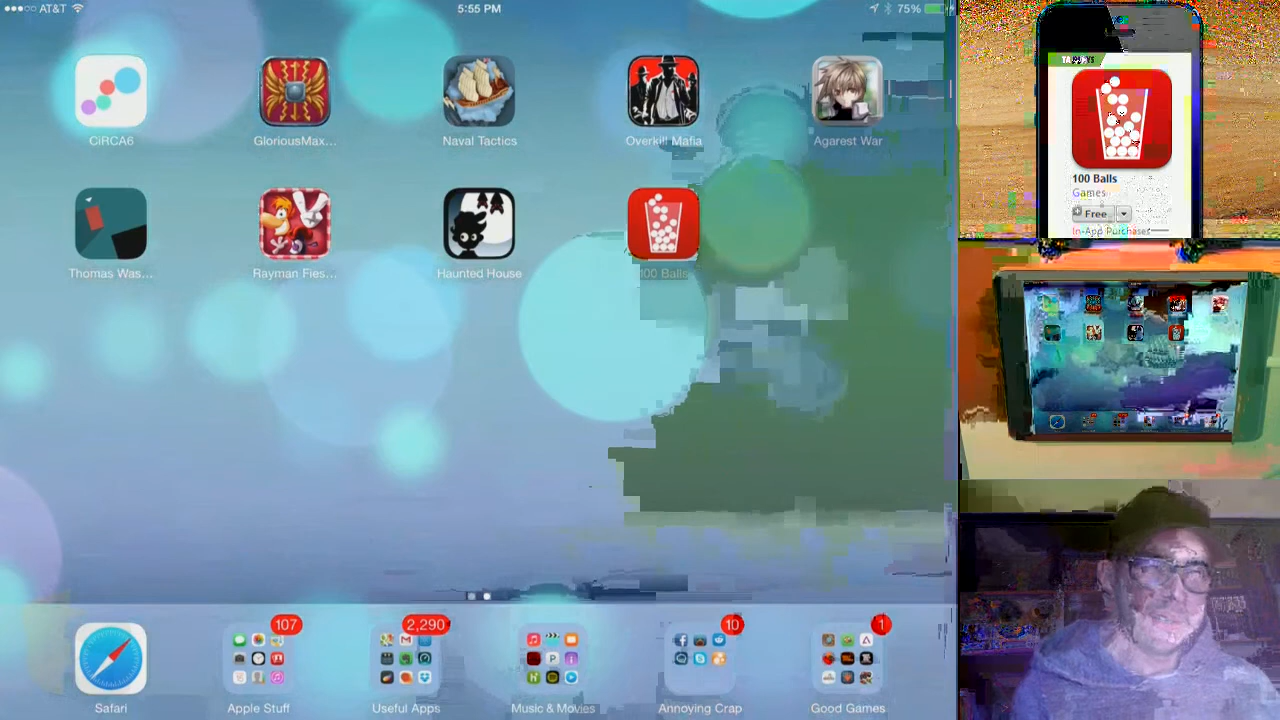 AT&T
5:55 PM
75%
CiRCA6
GloriousMax...
Naval Tactics
Overkill Mafia
Agarest War
Thomas Was...
Rayman Fies...
Haunted House
100 Balls
107
2,290
10
1
Safari
Apple Stuff
Useful Apps
Music & Movies
Annoying Crap
Good Games
100 Balls
Games
Free
In-App Purchases